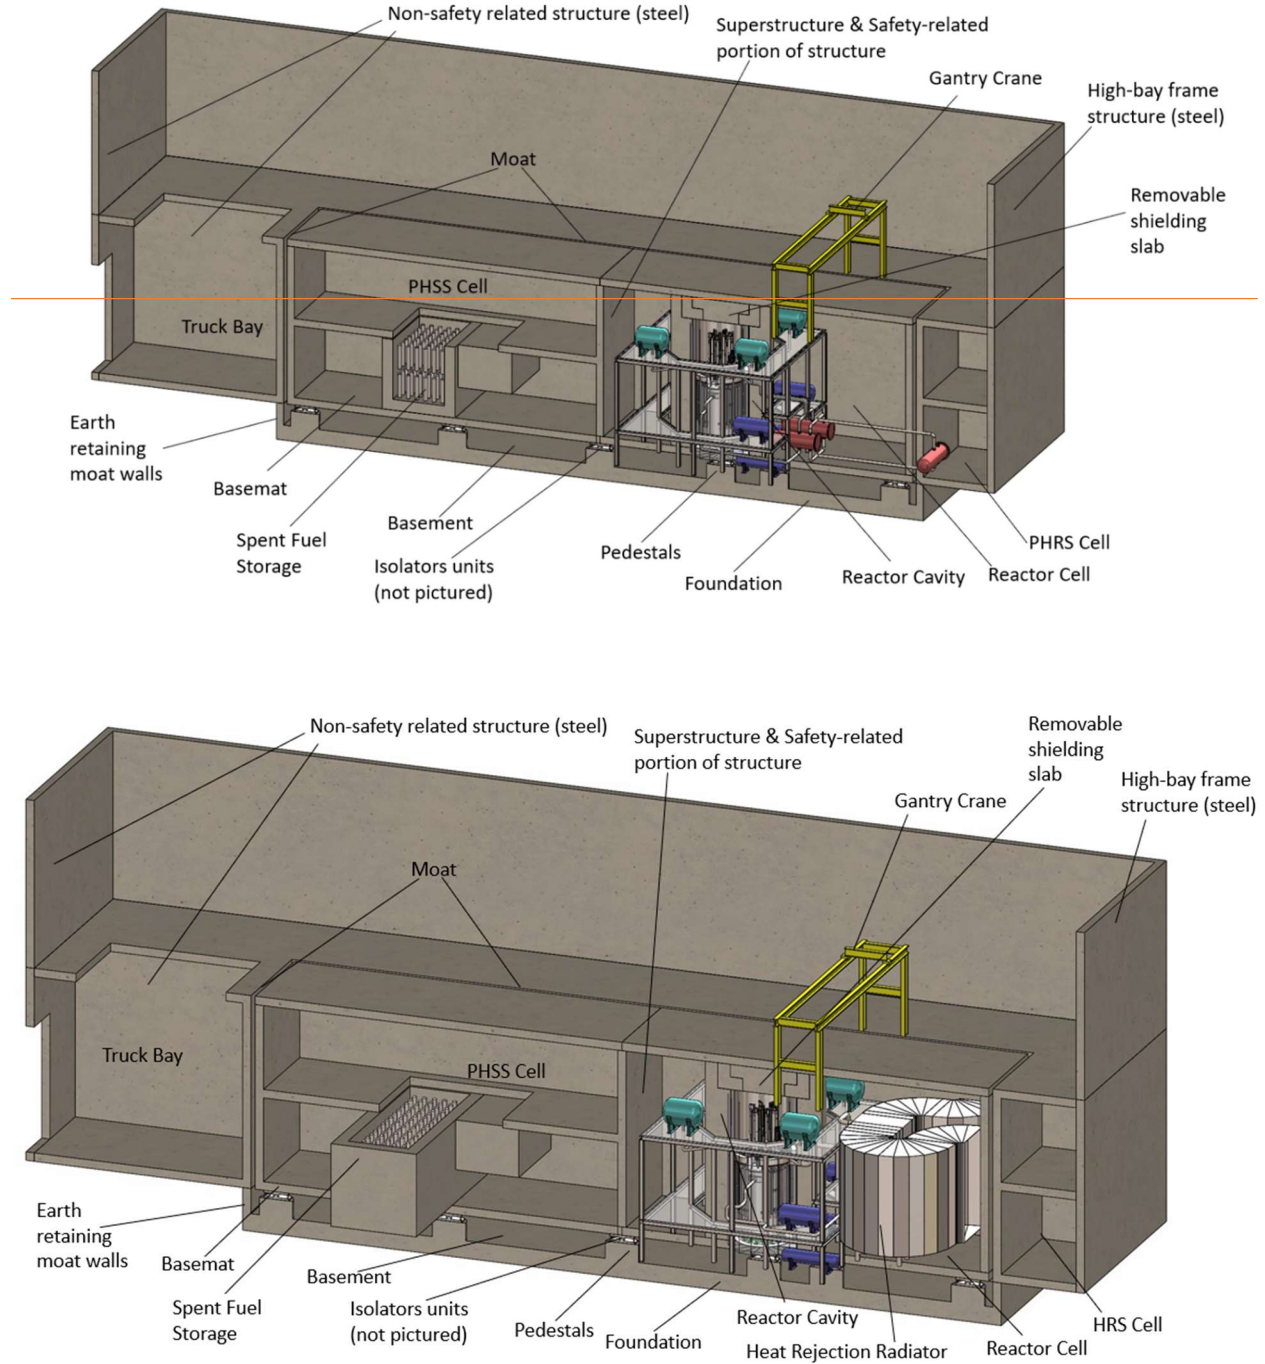 Non-safety related structure (steel)
Superstructure & Safety-related
portion of structure
Gantry Crane
High-bay frame
structure (steel)
Moat
Removable
shielding
slab
PHSS Cell
Truck Bay
Earth
retaining
moat walls
Basemat
Basement
Spent Fuel
Storage
Isolators units
(not pictured)
Pedestals
Foundation
Reactor Cavity
Reactor Cell
PHRS Cell
Non-safety related structure (steel)
Superstructure & Safety-related
portion of structure
Removable
shielding
slab
Gantry Crane
High-bay frame
structure (steel)
Moat
Truck Bay
PHSS Cell
Earth
retaining
moat walls
Basemat
Basement
Spent Fuel
Storage
Isolators units
(not pictured)
Pedestals
Foundation
Reactor Cavity
Heat Rejection Radiator
Reactor Cell
HRS Cell